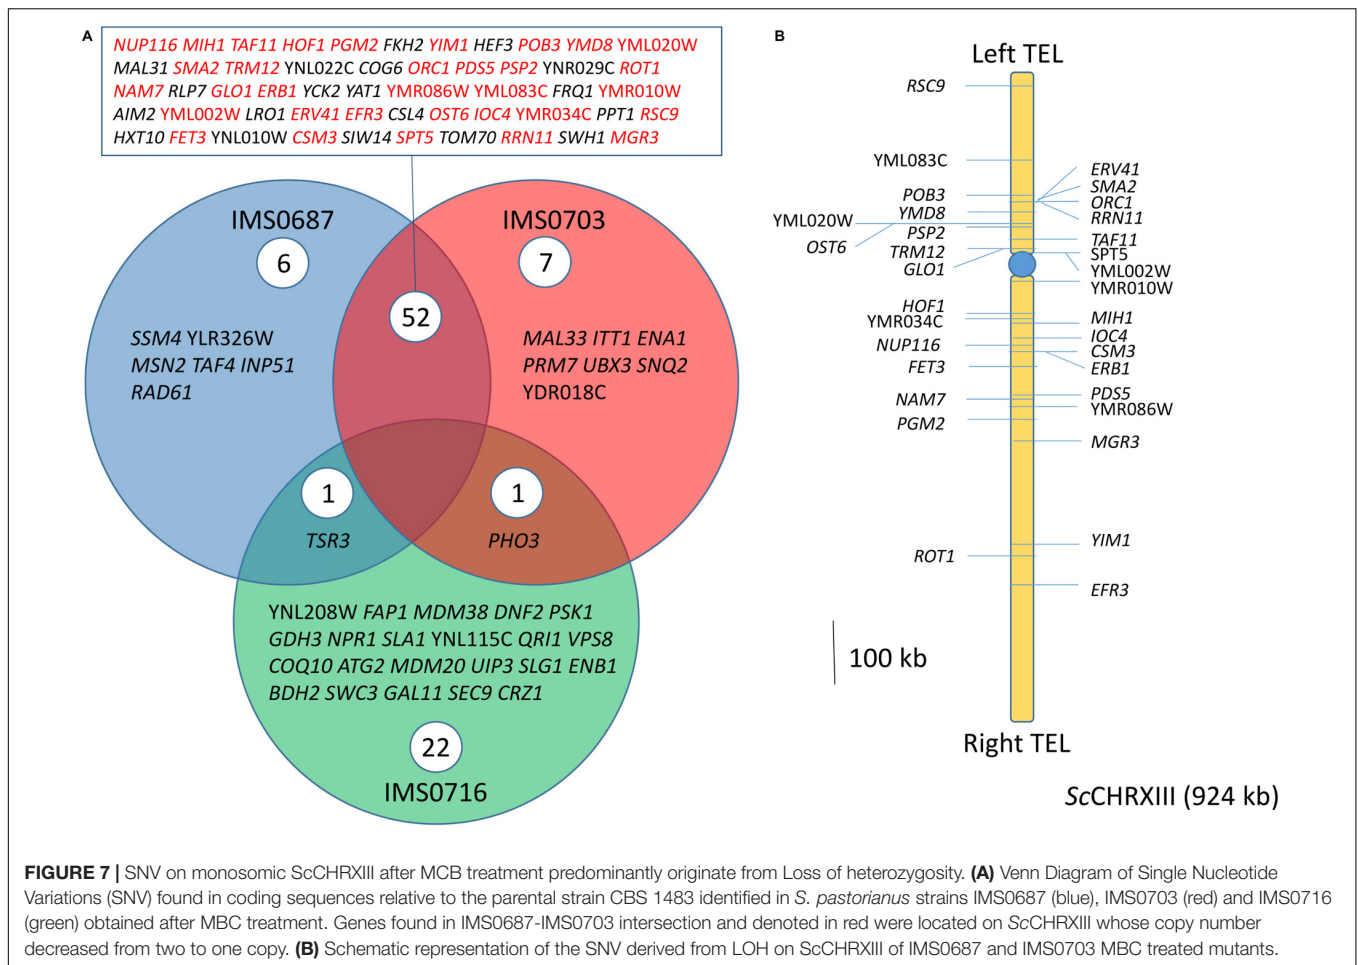 A
NUP116 MIH1 TAF11 HOF1 PGM2 FKH2 YIM1 HEF3 POB3 YMD8 YML020W
MAL31 SMA2 TRM12 YNL022C COG6 ORC1 PDS5 PSP2 YNR029C ROT1
NAM7 RLP7 GLO1 ERB1 YCK2 YAT1 YMR086W YML083C FRQ1 YMR010W
AIM2 YML002W LRO1 ERV41 EFR3 CSL4 OST6 IOC4 YMR034C PPT1 RSC9
HXT10 FET3 YNL010W CSM3 SIW14 SPT5 TOM70 RRN11 SWH1 MGR3
IMS0687
6
IMS0703
7
52
SSM4 YLR326W
MSN2 TAF4 INP51
RAD61
MAL33 ITT1 ENA1
PRM7 UBX3 SNQ2
YDR018C
1
TSR3
1
PHO3
YNL208W FAP1 MDM38 DNF2 PSK1
GDH3 NPR1 SLA1 YNL115C QRI1 VPS8
COQ10 ATG2 MDM20 UIP3 SLG1 ENB1
BDH2 SWC3 GAL11 SEC9 CRZ1
22
IMS0716
B
Left TEL
RSC9
YML083C
POB3
YMD8
YML020W
PSP2
OST6
TRM12
GLO1
HOF1
YMR034C
NUP116
FET3
NAM7
PGM2
ROT1
ERV41
SMA2
ORC1
RRN11
TAF11
SPT5
YML002W
YMR010W
MIH1
IOC4
CSM3
ERB1
PDS5
YMR086W
MGR3
YIM1
EFR3
100 kb
Right TEL
ScCHRXIII (924 kb)
FIGURE 7 | SNV on monosomic ScCHRXIII after MCB treatment predominantly originate from Loss of heterozygosity. (A) Venn Diagram of Single Nucleotide
Variations (SNV) found in coding sequences relative to the parental strain CBS 1483 identified in S. pastorianus strains IMS0687 (blue), IMS0703 (red) and IMS0716
(green) obtained after MBC treatment. Genes found in IMS0687-IMS0703 intersection and denoted in red were located on ScCHRXIII whose copy number
decreased from two to one copy. (B) Schematic representation of the SNV derived from LOH on ScCHRXIII of IMS0687 and IMS0703 MBC treated mutants.